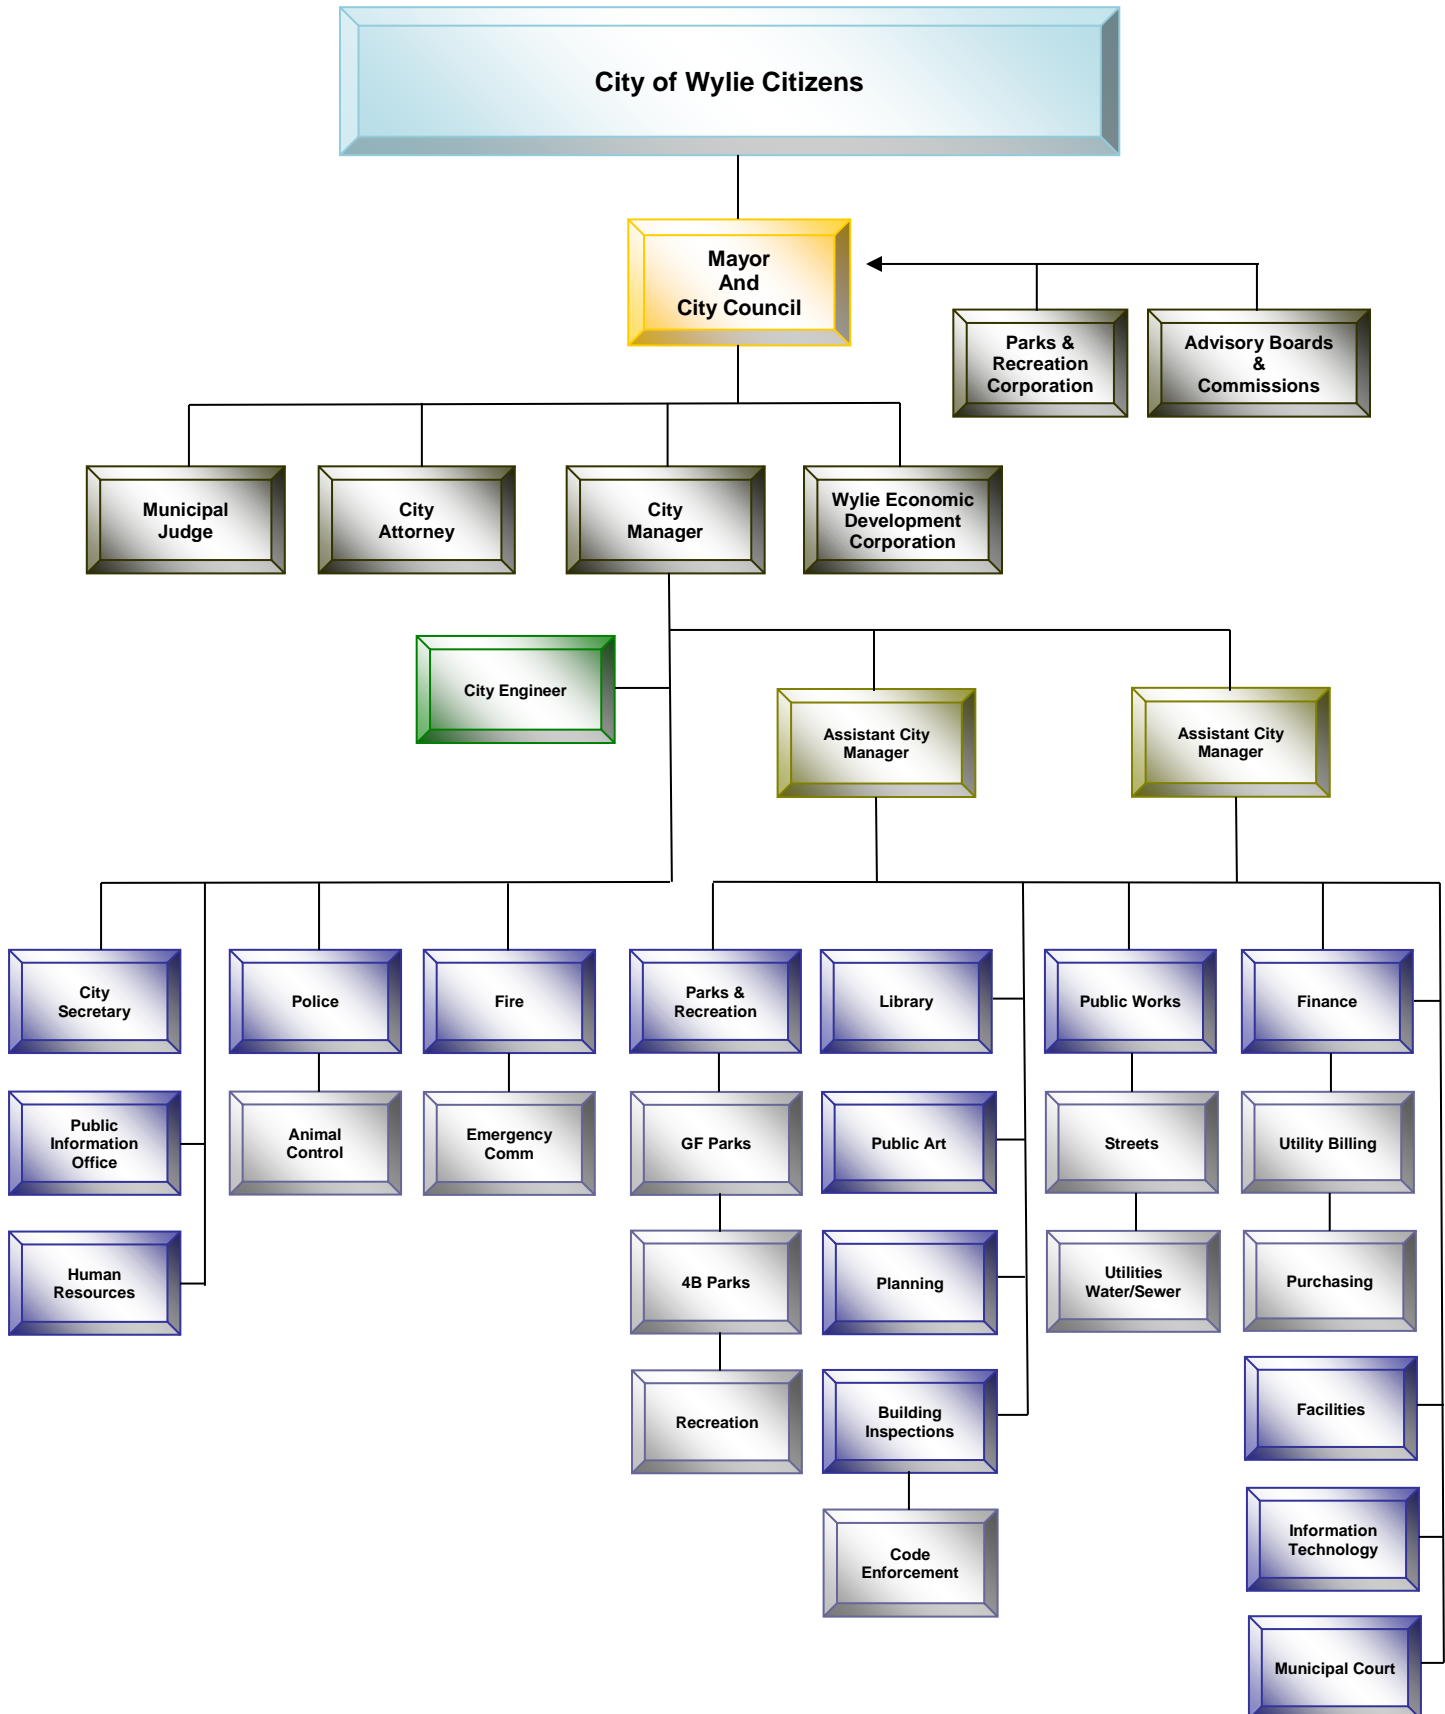 City of Wylie Citizens
Mayor
And
City Council
Parks &
Recreation
Corporation
Advisory Boards
&
Commissions
Municipal
Judge
City
Attorney
City
Manager
Wylie Economic
Development
Corporation
City Engineer
Assistant City
Manager
Assistant City
Manager
City
Secretary
Police
Fire
Parks &
Recreation
Library
Public Works
Finance
Public
Information
Office
Animal
Control
Emergency
Comm
GF Parks
Public Art
Streets
Utility Billing
Human
Resources
4B Parks
Planning
Utilities
Water/Sewer
Purchasing
Recreation
Building
Inspections
Facilities
Code
Enforcement
Information
Technology
Municipal Court